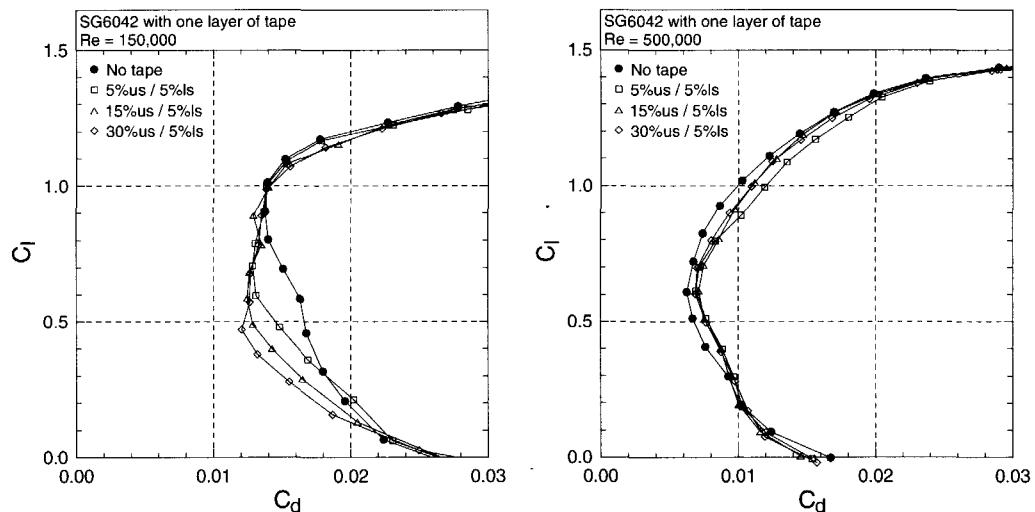 SG6042 with one layer of tape
Re = 150,000
1.5
No tape
5%us / 5%ls
15%us / 5%ls
30%us / 5%ls
1.0
Cl
0.5
0.0
0.00
0.01
0.02
0.03
Cd
SG6042 with one layer of tape
Re = 500,000
1.5
No tape
5%us / 5%ls
15%us / 5%ls
30%us / 5%ls
1.0
Cl
0.5
0.0
0.00
0.01
0.02
0.03
Cd